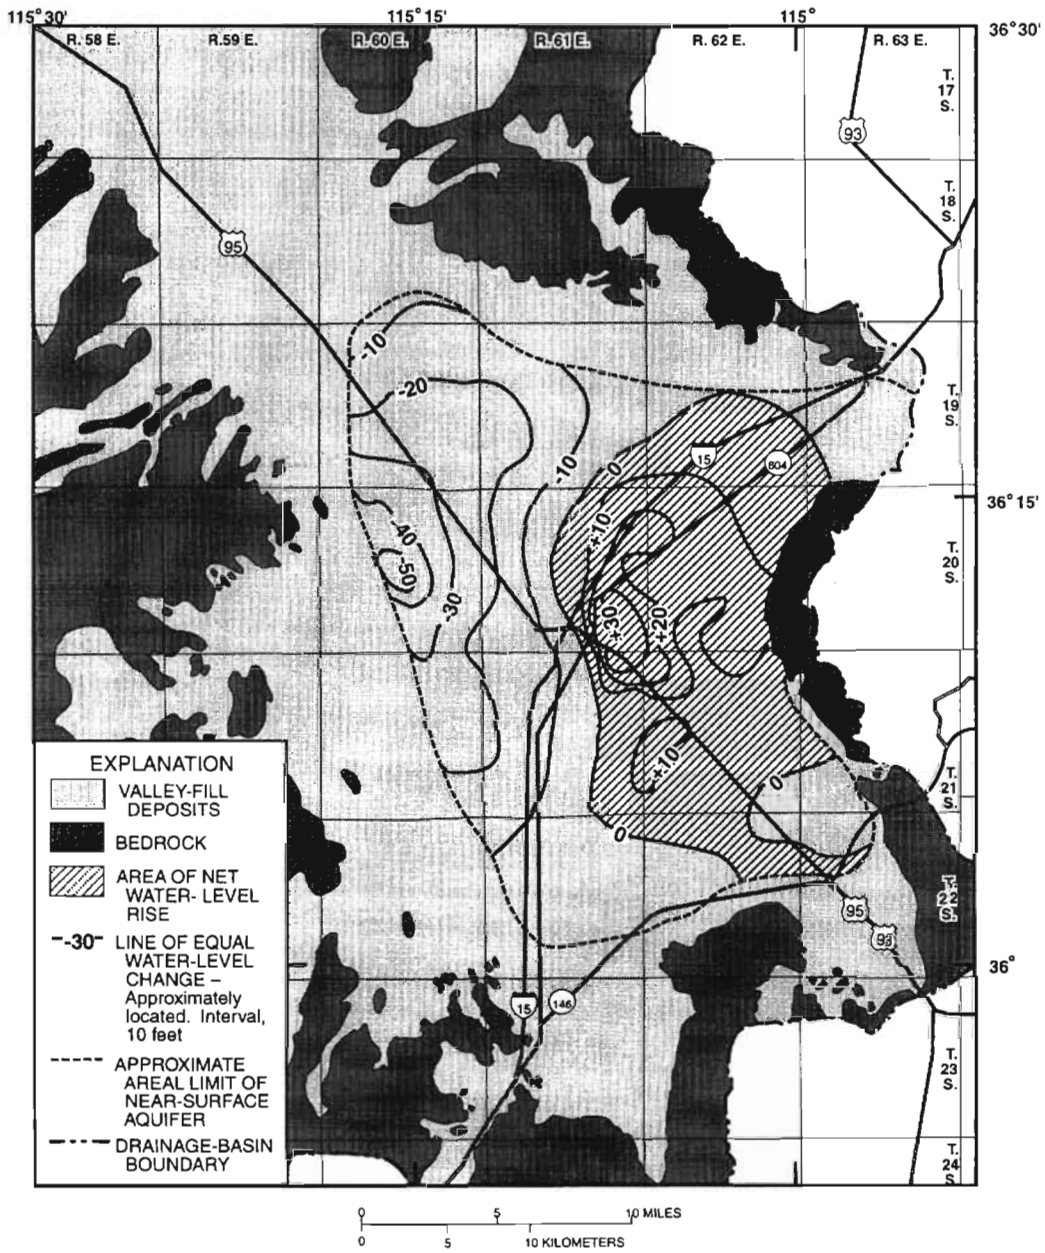 115°30'
115°15'
115°
36°30'
R. 58 E.
R.59 E.
R. 60 E.
R. 61 E.
R. 62 E.
R. 63 E.
T.
17
S.
93
T.
18
S.
95
-10
-20
T.
19
S.
-10
0
15
604
36°15'
-40
+10
T.
20
S.
-50
-30
+30
+20
+10
0
T.
21
S.
0
EXPLANATION
VALLEY-FILL
DEPOSITS
BEDROCK
AREA OF NET
WATER- LEVEL
RISE
-30 LINE OF EQUAL
WATER-LEVEL
CHANGE –
Approximately
located. Interval,
10 feet
APPROXIMATE
AREAL LIMIT OF
NEAR-SURFACE
AQUIFER
DRAINAGE-BASIN
BOUNDARY
T.
22
S.
95
93
36°
15
146
T.
23
S.
T.
24
S.
0 5 10 MILES
0 5 10 KILOMETERS